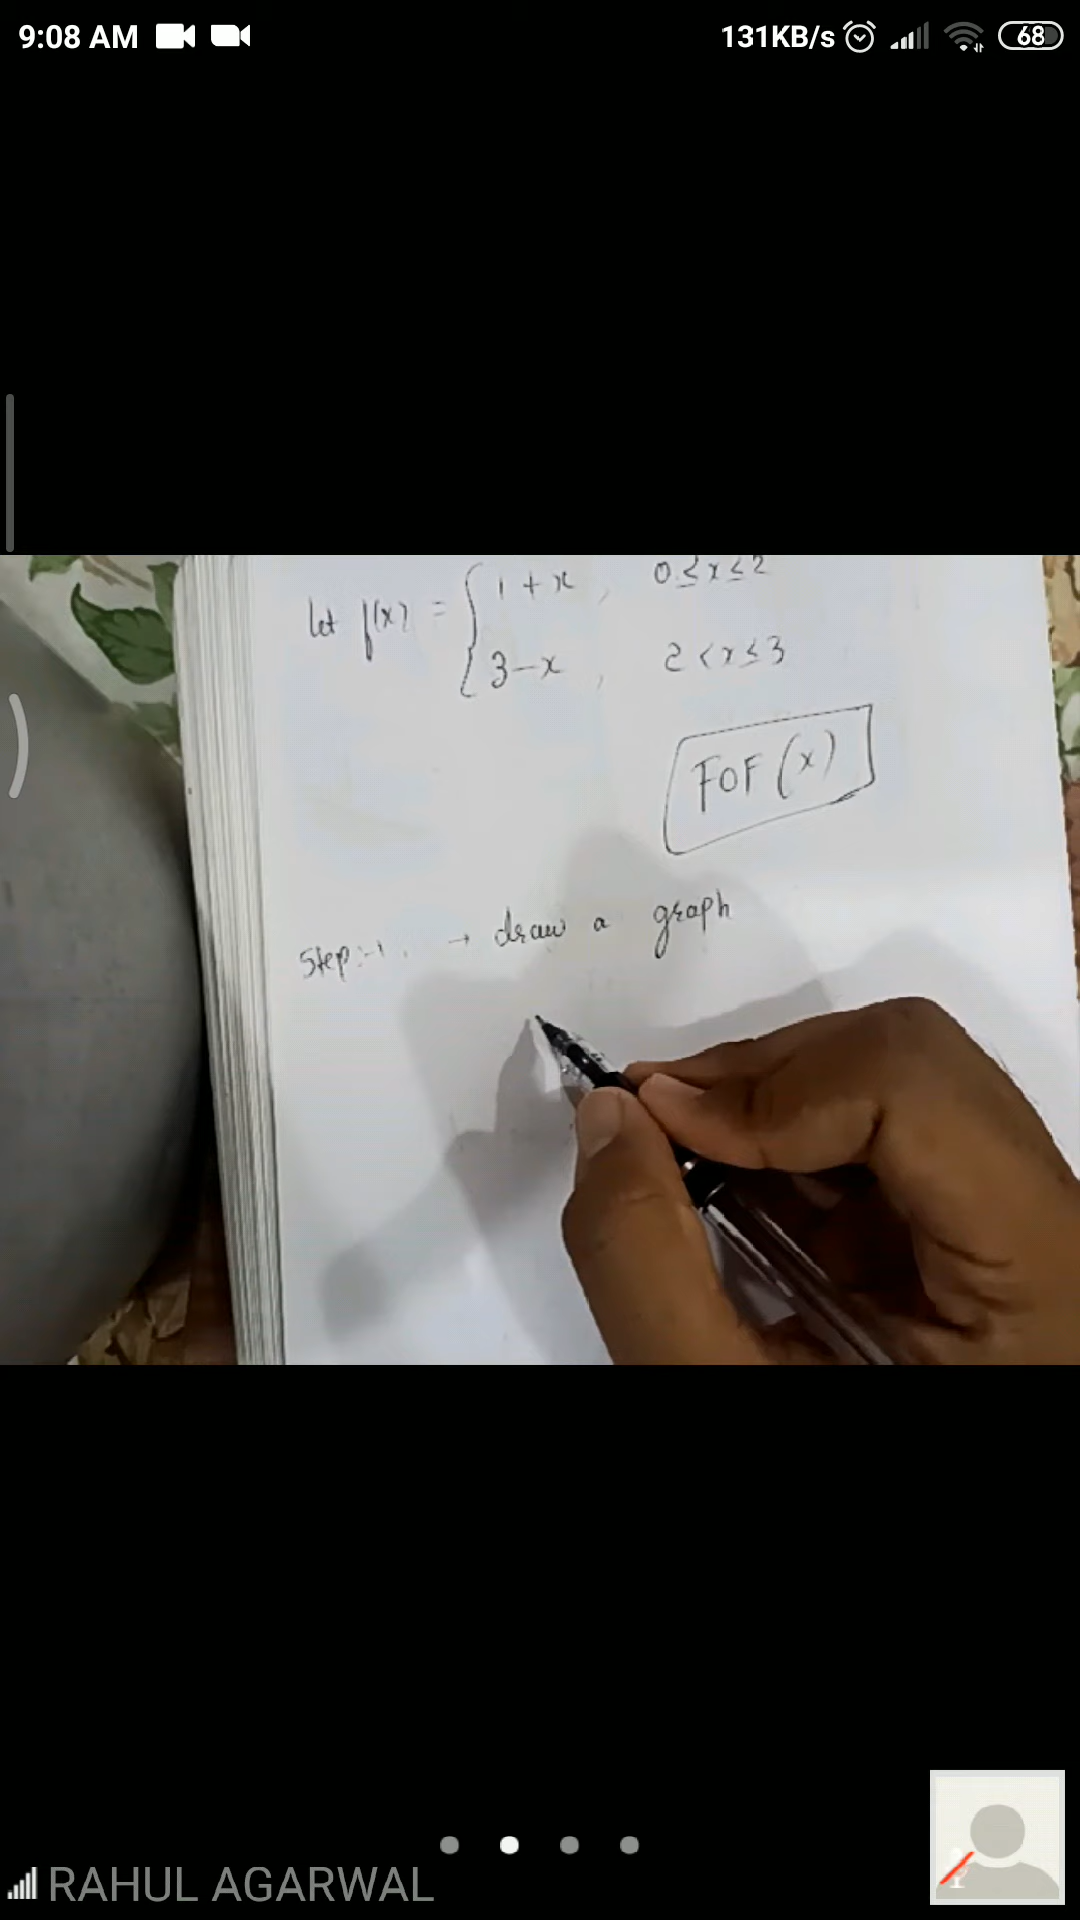 9:08 AM 131KB/s 68
let f(x) = { 1 + x , 0 ≤ x ≤ 2
3 - x , 2 < x ≤ 3
FOF (x)
Step:-1. → draw a graph
RAHUL AGARWAL